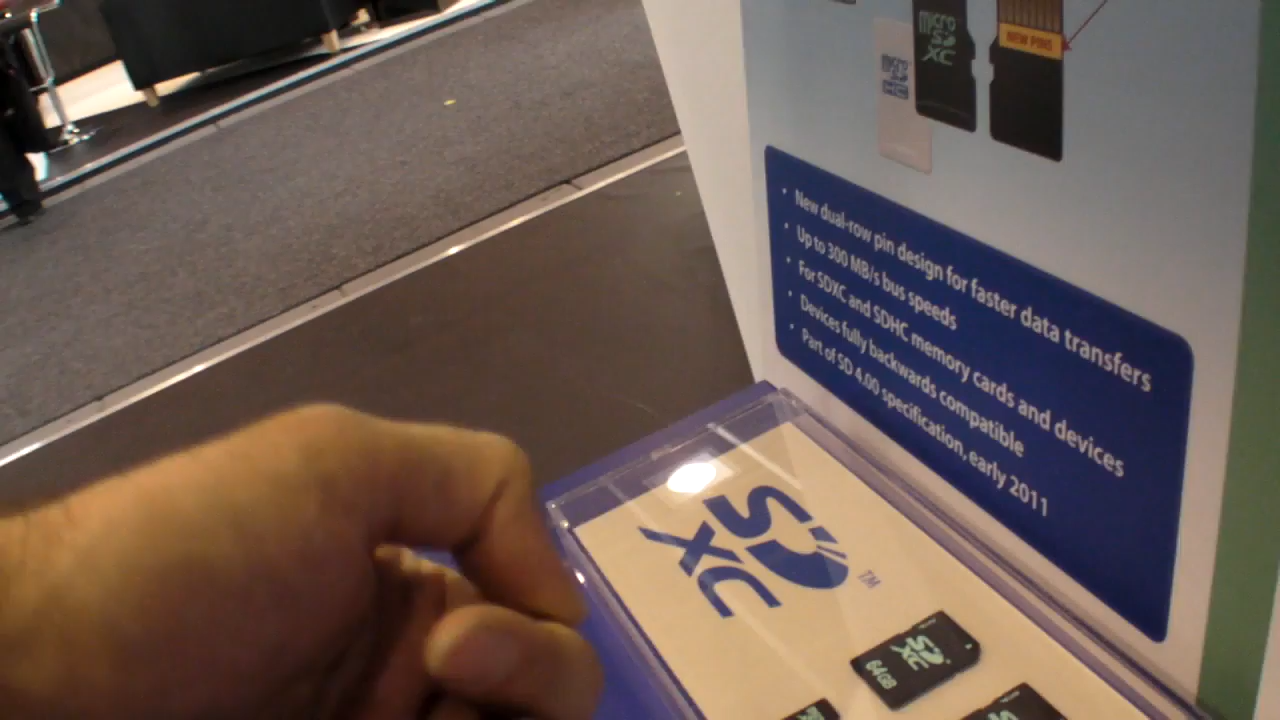 micro
SD
XC
NEW PINS
micro
SD
• New dual-row pin design for faster data transfers
• Up to 300 MB/s bus speeds
• For SDXC and SDHC memory cards and devices
• Devices fully backwards compatible
• Part of SD 4.00 specification, early 2011
SD
XC
TM
SD
XC
64GB